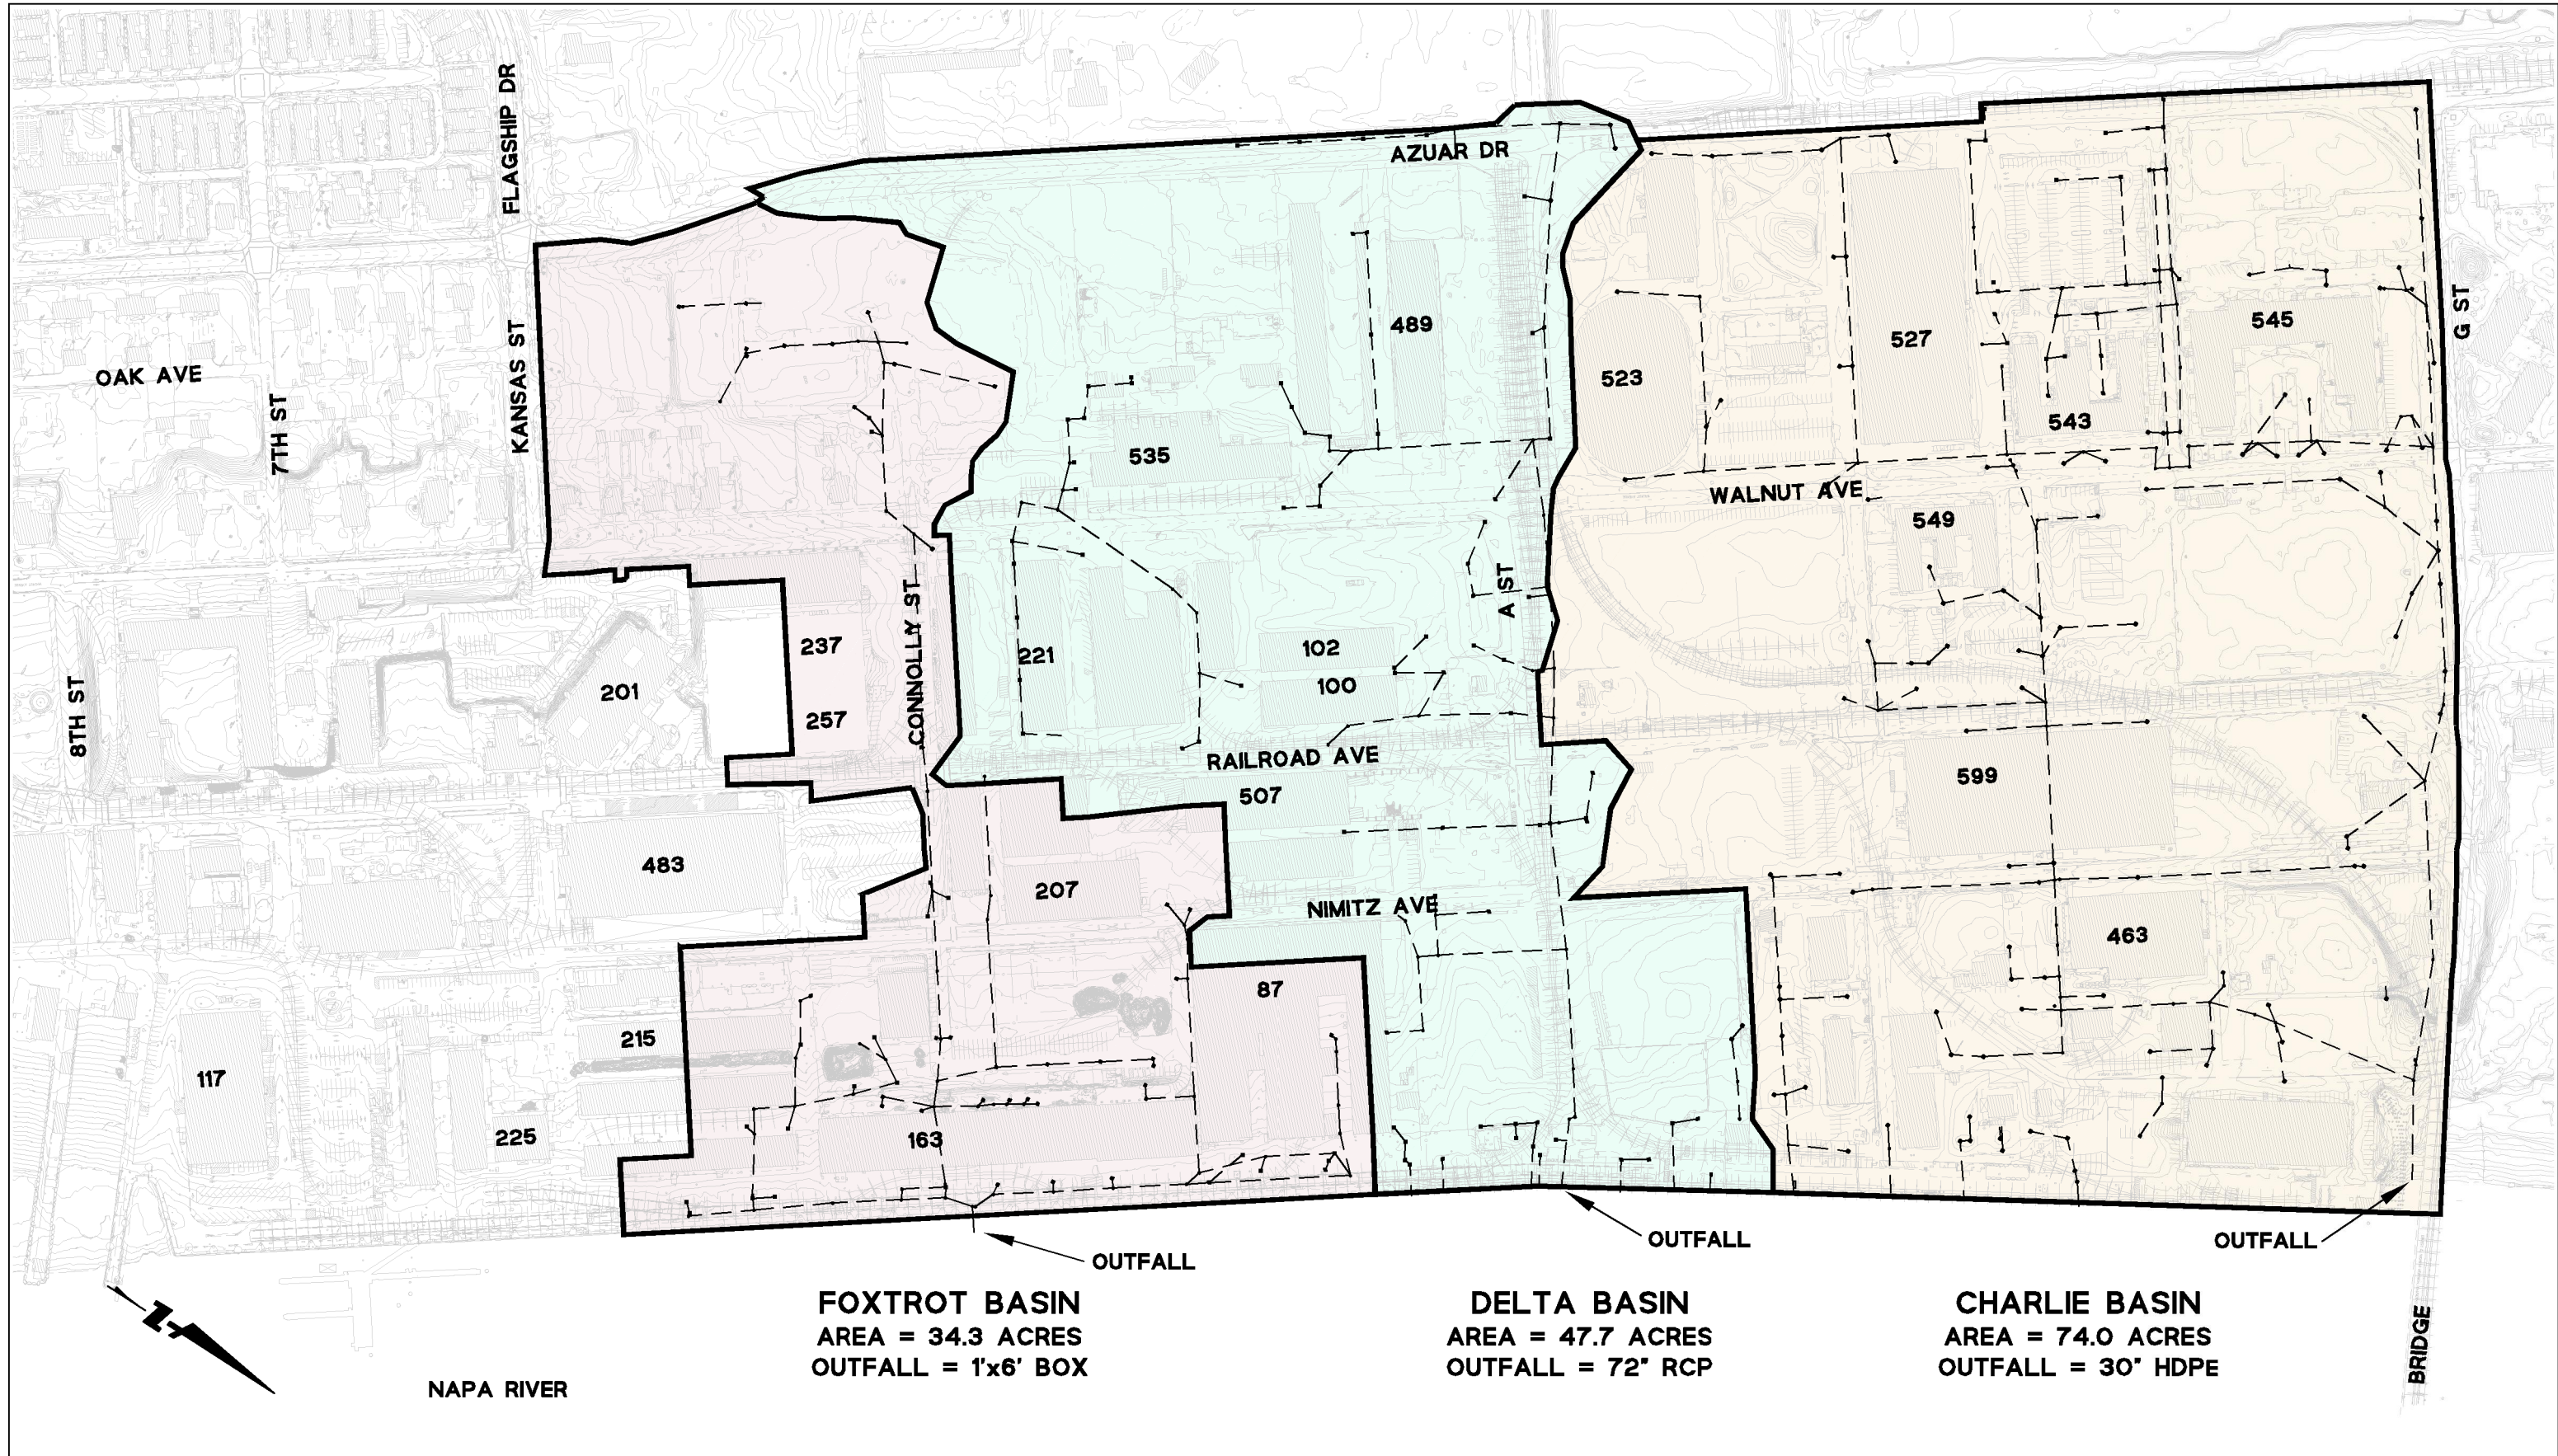 FLAGSHIP DR
AZUAR DR
OAK AVE
7TH ST
KANSAS ST
489
523
527
543
545
G ST
535
WALNUT AVE
549
8TH ST
201
237
257
CONNOLLY ST
221
102
100
A ST
RAILROAD AVE
507
599
483
207
NIMITZ AVE
463
87
117
215
225
163
OUTFALL
OUTFALL
OUTFALL
N
NAPA RIVER
FOXTROT BASIN
AREA = 34.3 ACRES
OUTFALL = 1'x6' BOX
DELTA BASIN
AREA = 47.7 ACRES
OUTFALL = 72" RCP
CHARLIE BASIN
AREA = 74.0 ACRES
OUTFALL = 30" HDPE
BRIDGE